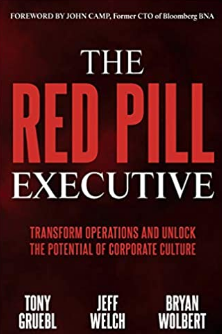 FOREWORD BY JOHN CAMP, Former CTO of Bloomberg BNA
THE
RED PILL
EXECUTIVE
TRANSFORM OPERATIONS AND UNLOCK
THE POTENTIAL OF CORPORATE CULTURE
TONY JEFF BRYAN
GRUEBL WELCH WOLBERT